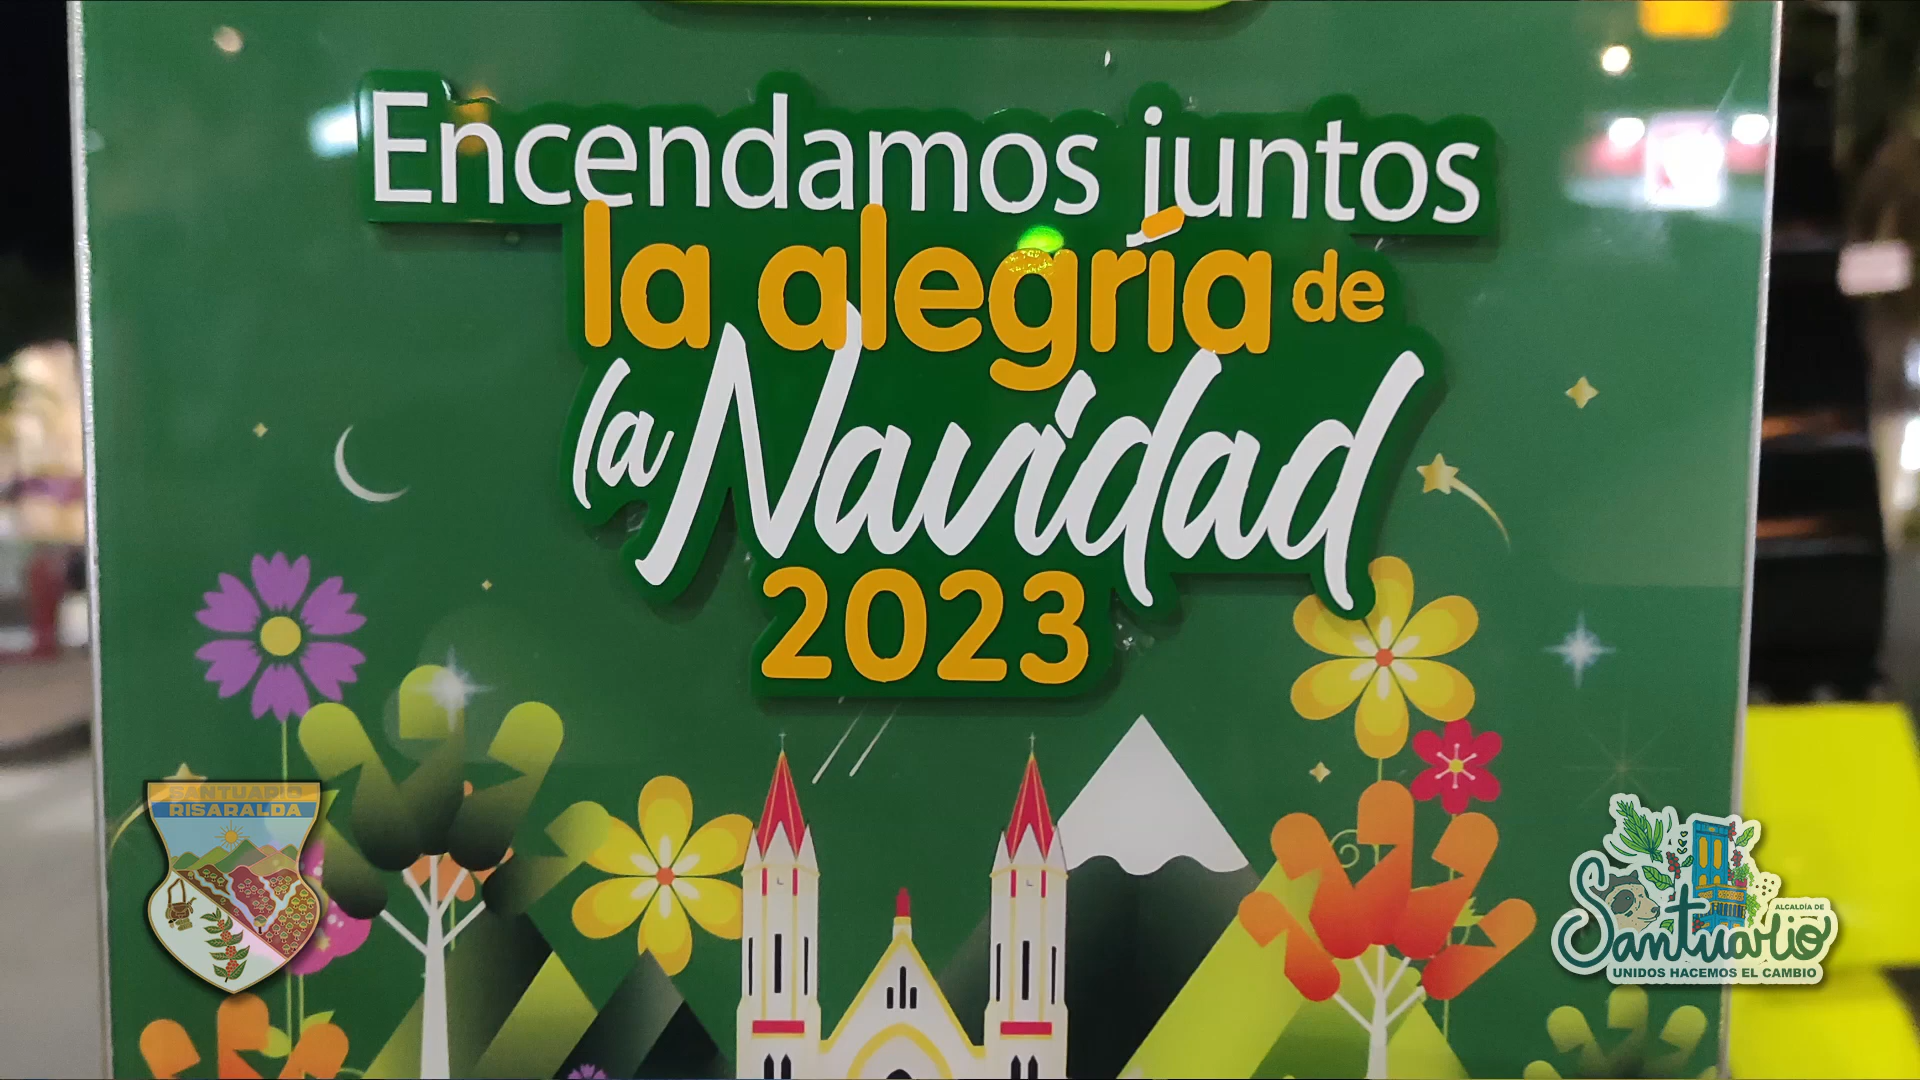 Encendamos juntos
la alegría de
la Navidad
2023
SANTUARIO
RISARALDA
ALCALDÍA DE
Santuario
UNIDOS HACEMOS EL CAMBIO